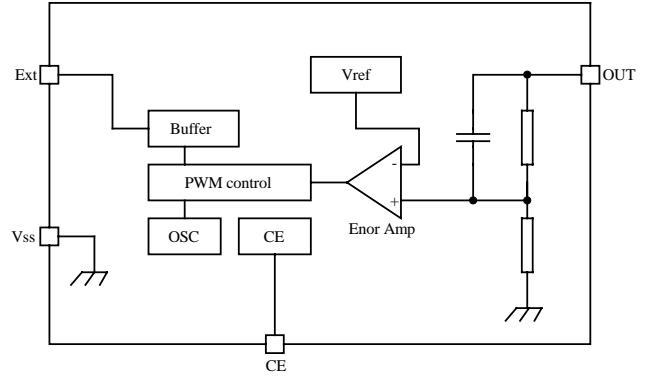 Ext
Vref
OUT
Buffer
-
PWM control
+
Enor Amp
Vss
OSC
CE
CE